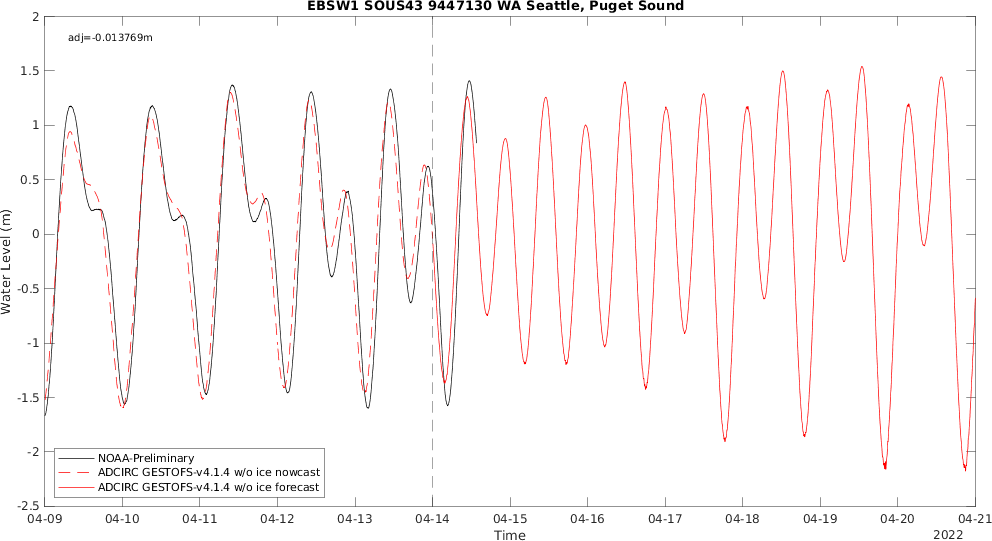 EBSW1 SOUS43 9447130 WA Seattle, Puget Sound
adj=-0.013769m
2
1.5
1
0.5
0
-0.5
-1
-1.5
-2
-2.5
Water Level (m)
NOAA-Preliminary
ADCIRC GESTOFS-v4.1.4 w/o ice nowcast
ADCIRC GESTOFS-v4.1.4 w/o ice forecast
04-09 04-10 04-11 04-12 04-13 04-14 04-15 04-16 04-17 04-18 04-19 04-20 04-21
Time
2022